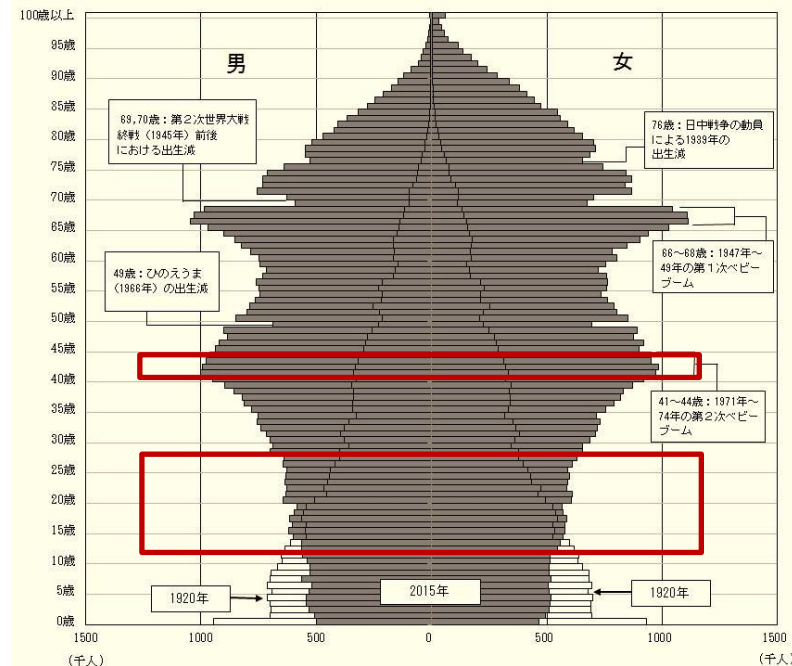 100歳以上
95歳
90歳
85歳
80歳
75歳
70歳
65歳
60歳
55歳
50歳
45歳
40歳
35歳
30歳
25歳
20歳
15歳
10歳
5歳
0歳
男
女
69,70歳：第２次世界大戦
終戦（1945年）前後
における出生減
76歳：日中戦争の動員
による1939年の
出生減
66～68歳：1947年～
49年の第１次ベビー
ブーム
49歳：ひのえうま
（1966年）の出生減
41～44歳：1971年～
74年の第２次ベビー
ブーム
1920年
2015年
1920年
1500
1000
500
0
500
1000
1500
（千人）
（千人）